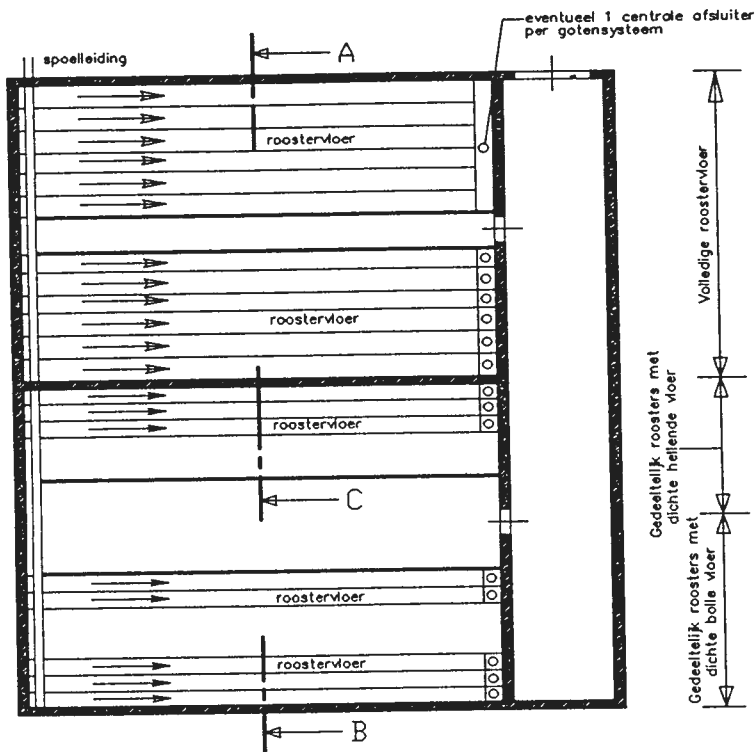 eventueel 1 centrale afsluiter
per gotensysteem
A
spoelleiding
roostervloer
Volledige roostervloer
roostervloer
roostervloer
Gedeeltelijk roosters met
dichte hellende vloer
C
roostervloer
roostervloer
Gedeeltelijk roosters met
dichte bolle vloer
B